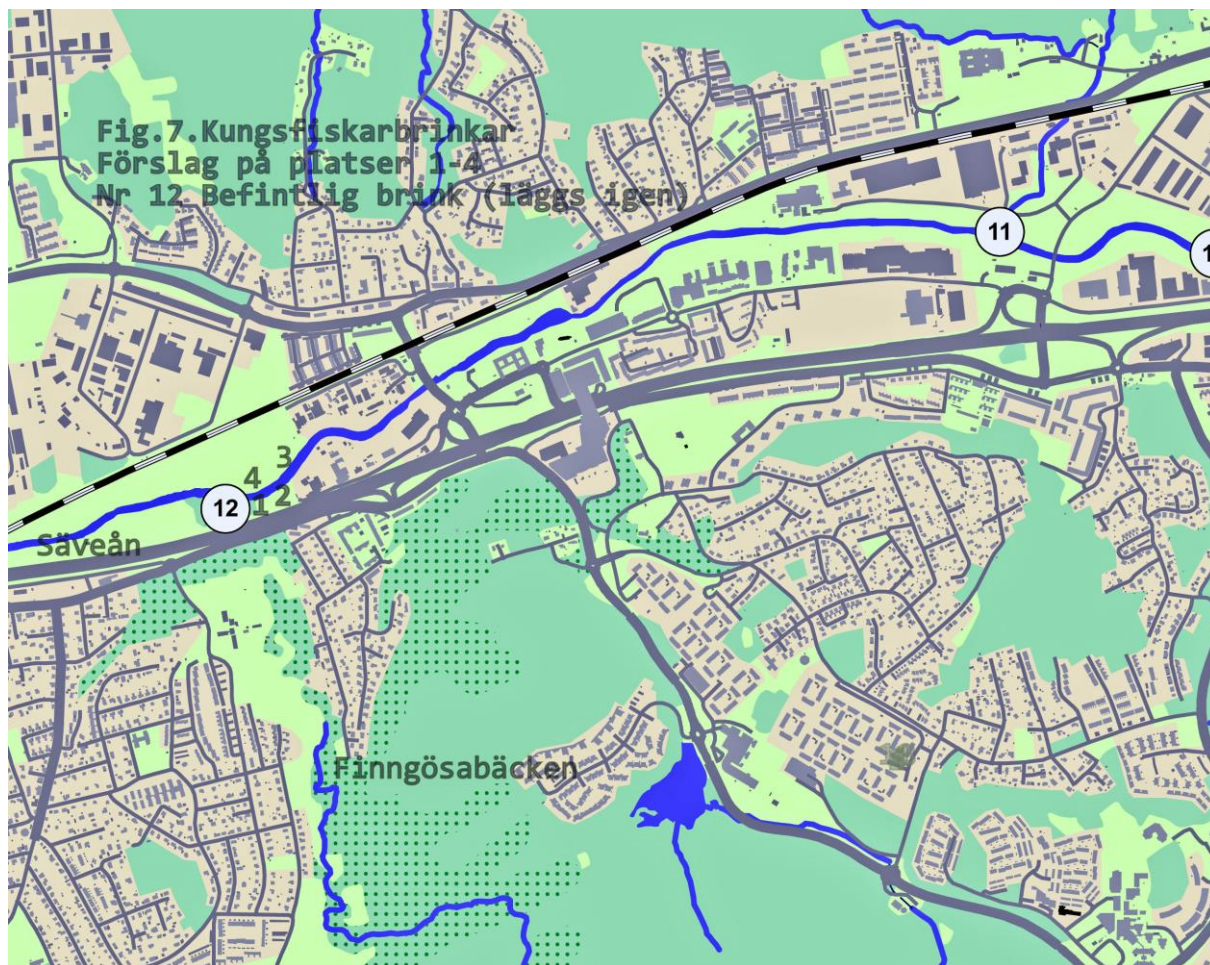 Fig.7.Kungsfiskarbrinkar
Förslag på platser 1-4
Nr 12 Befintlig brink (läggs igen)
11
3
4
12
1
2
Säveån
Finngösabäcken